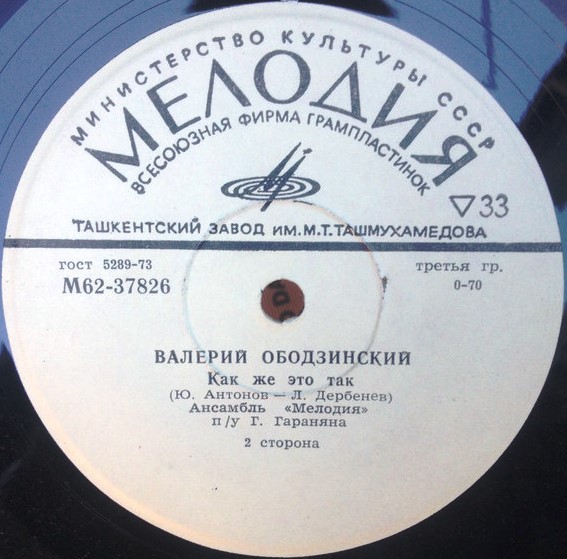 МИНИСТЕРСТВО КУЛЬТУРЫ СССР
МЕЛОДИЯ
ВСЕСОЮЗНАЯ ФИРМА ГРАМПЛАСТИНОК
▽33
ТАШКЕНТСКИЙ ЗАВОД ИМ.М.Т.ТАШМУХАМЕДОВА
гост 5289-73
третья гр.
М62-37826
0-70
ВАЛЕРИЙ ОБОДЗИНСКИЙ
Как же это так
(Ю. Антонов — Л. Дербенев)
Ансамбль «Мелодия»
п/у Г. Гараняна
2 сторона